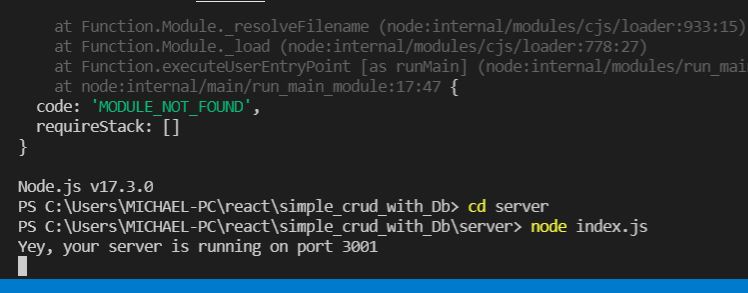 at Function.Module._resolveFilename (node:internal/modules/cjs/loader:933:15)
at Function.Module._load (node:internal/modules/cjs/loader:778:27)
at Function.executeUserEntryPoint [as runMain] (node:internal/modules/run_mai
at node:internal/main/run_main_module:17:47 {
code: 'MODULE_NOT_FOUND',
requireStack: []
}
Node.js v17.3.0
PS C:\Users\MICHAEL-PC\react\simple_crud_with_Db> cd server
PS C:\Users\MICHAEL-PC\react\simple_crud_with_Db\server> node index.js
Yey, your server is running on port 3001